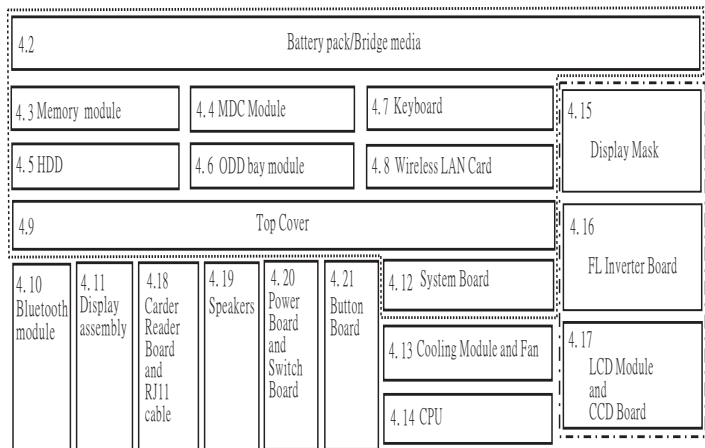 4.2 Battery pack/Bridge media
4.3 Memory module
4.4 MDC Module
4.7 Keyboard
4.5 HDD
4.6 ODD bay module
4.8 Wireless LAN Card
4.9 Top Cover
4.10
Bluetooth
module
4.11
Display
assembly
4.18
Carder
Reader
Board
and
RJ11
cable
4.19
Speakers
4.20
Power
Board
and
Switch
Board
4.21
Button
Board
4.12 System Board
4.13 Cooling Module and Fan
4.14 CPU
4.15
Display Mask
4.16
FL Inverter Board
4.17
LCD Module
and
CCD Board